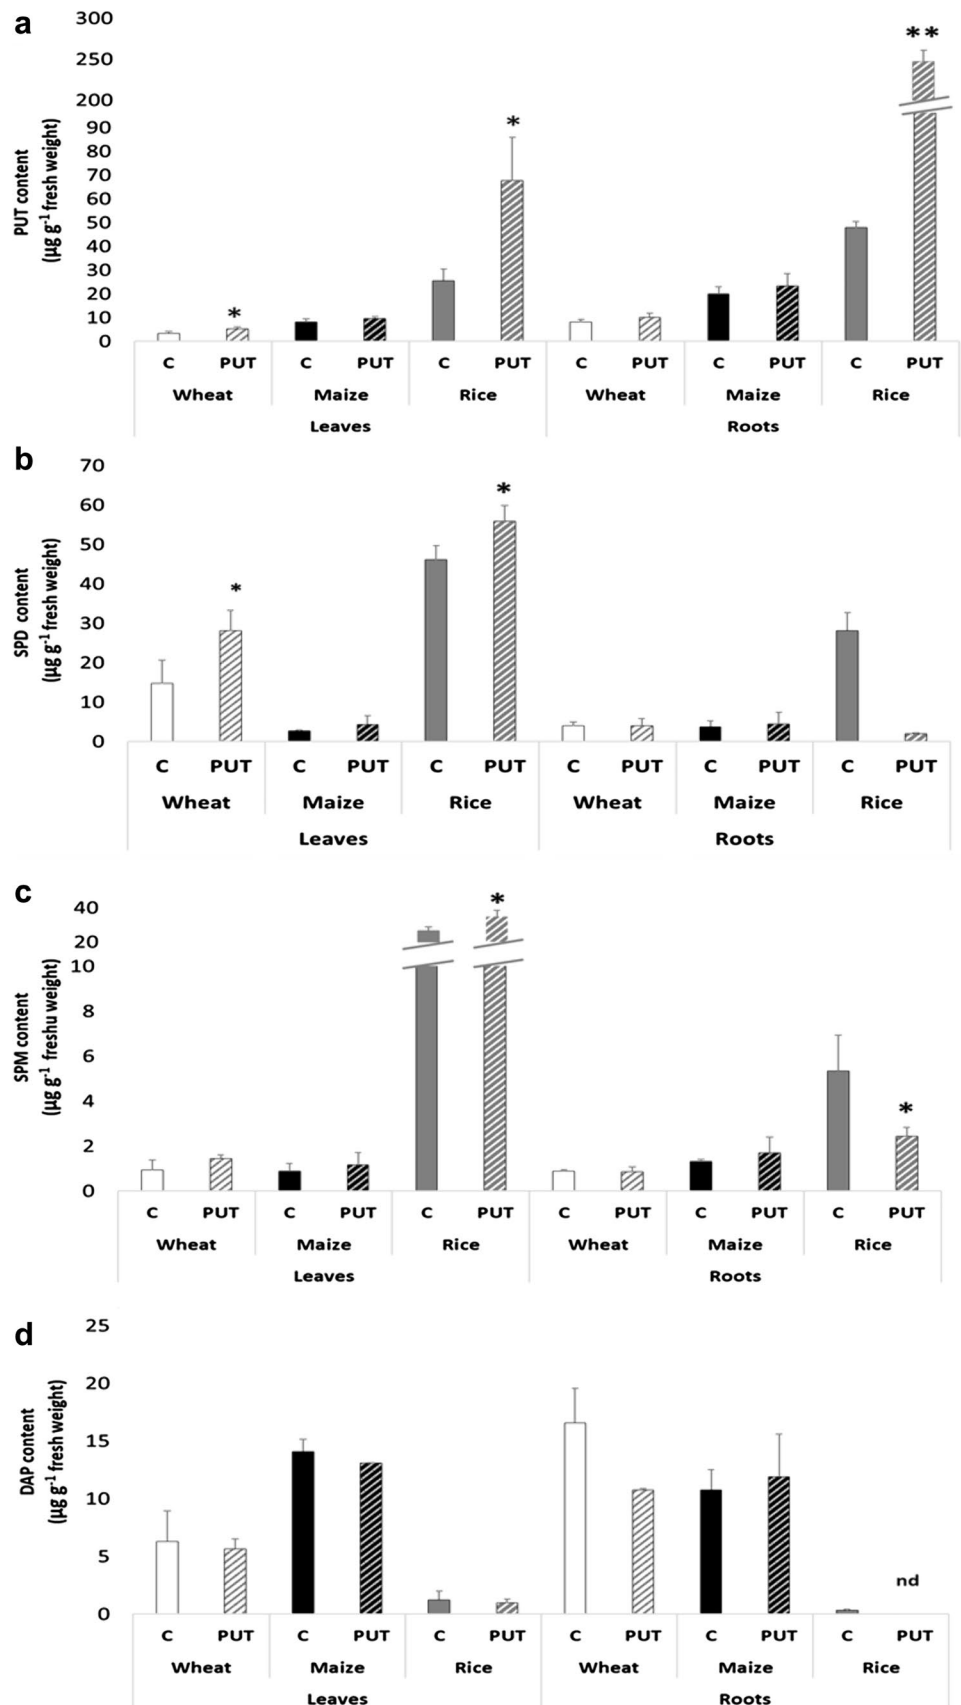 a
300
250
200
90
80
70
60
50
40
30
20
10
0
PUT content
(µg g-1 fresh weight)
*
*
**
C PUT C PUT C PUT C PUT C PUT C PUT
Wheat Maize Rice Wheat Maize Rice
Leaves Roots
b
70
60
50
40
30
20
10
0
SPD content
(µg g-1 fresh weight)
*
*
C PUT C PUT C PUT C PUT C PUT C PUT
Wheat Maize Rice Wheat Maize Rice
Leaves Roots
c
40
20
10
8
6
4
2
0
SPM content
(µg g-1 freshu weight)
*
*
C PUT C PUT C PUT C PUT C PUT C PUT
Wheat Maize Rice Wheat Maize Rice
Leaves Roots
d
25
20
15
10
5
0
DAP content
(µg g-1 fresh weight)
nd
C PUT C PUT C PUT C PUT C PUT C PUT
Wheat Maize Rice Wheat Maize Rice
Leaves Roots